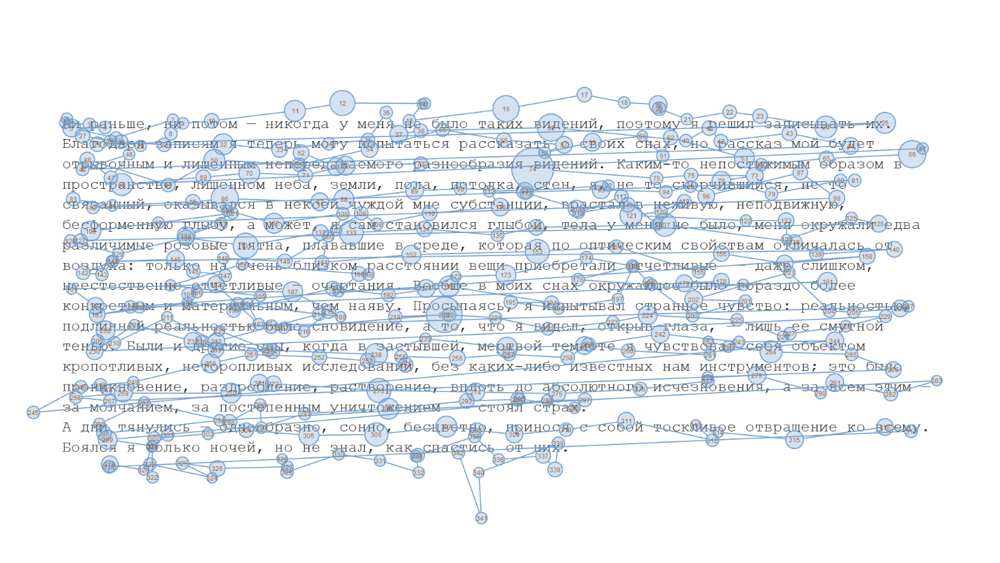 Ни раньше, ни потом — никогда у меня не было таких видений, поэтому я решил записывать их.
Благодаря записям я теперь могу попытаться рассказать о своих снах, но рассказ мой будет
отрывочным и лишенным непередаваемого разнообразия видений. Каким-то непостижимым образом в
пространстве, лишенном неба, земли, пола, потолка, стен, я, не то скорчившийся, не то
связанный, оказывался в некоей чуждой мне субстанции, врастал в неживую, неподвижную,
бесформенную глыбу, а может, я сам становился глыбой, тела у меня не было, меня окружали едва
различимые розовые пятна, плававшие в среде, которая по оптическим свойствам отличалась от
воздуха: только на очень близком расстоянии вещи приобретали отчетливые — даже слишком,
неестественно отчетливые — очертания. Вообще в моих снах окружающее было гораздо более
конкретным и материальным, чем наяву. Просыпаясь, я испытывал странное чувство: реальностью,
подлинной реальностью было сновидение, а то, что я видел, открыв глаза, — лишь ее смутной
тенью. Были и другие сны, когда в застывшей, мертвой темноте я чувствовал себя объектом
кропотливых, неторопливых исследований, без каких-либо известных нам инструментов; это было
проникновение, раздробление, растворение, вплоть до абсолютного исчезновения, а за всем этим —
за молчанием, за постепенным уничтожением — стоял страх.
А дни тянулись — однообразно, сонно, бесцветно, принося с собой тоскливое отвращение ко всему.
Боялся я только ночей, но не знал, как спастись от них.